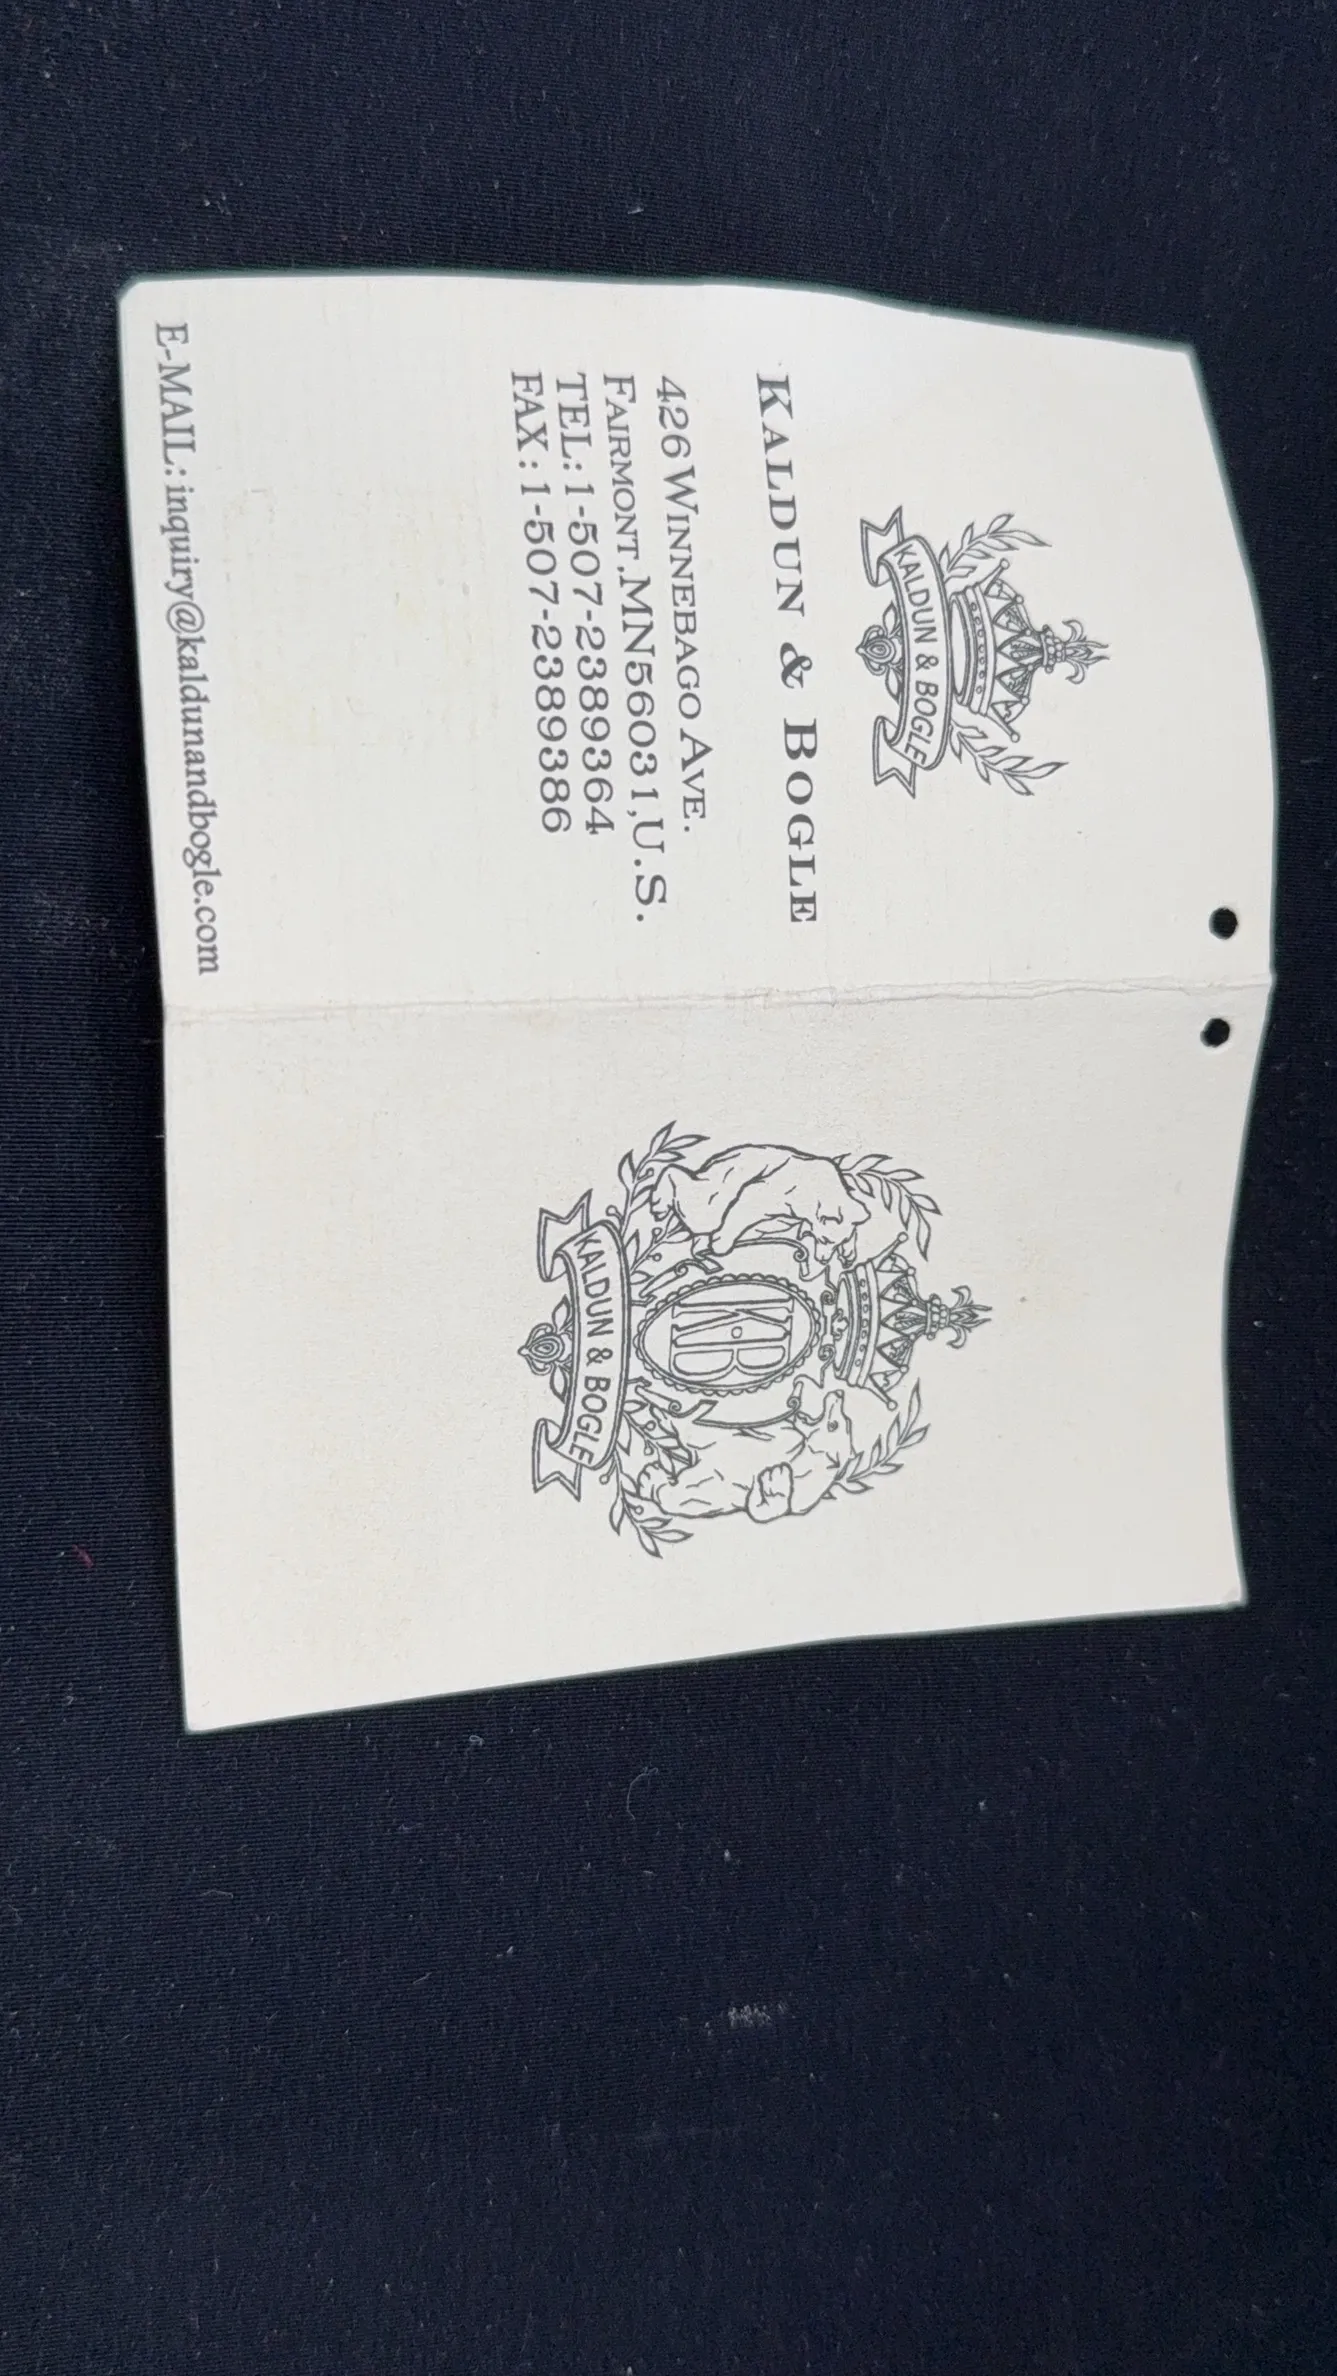 KALDUN & BOGLE
KALDUN & BOGLE
426 WINNEBAGO AVE.
FAIRMONT,MN56031,U.S.
TEL: 1-507-2389364
FAX: 1-507-2389386
E-MAIL: inquiry@kaldunandbogle.com
K·B
KALDUN & BOGLE